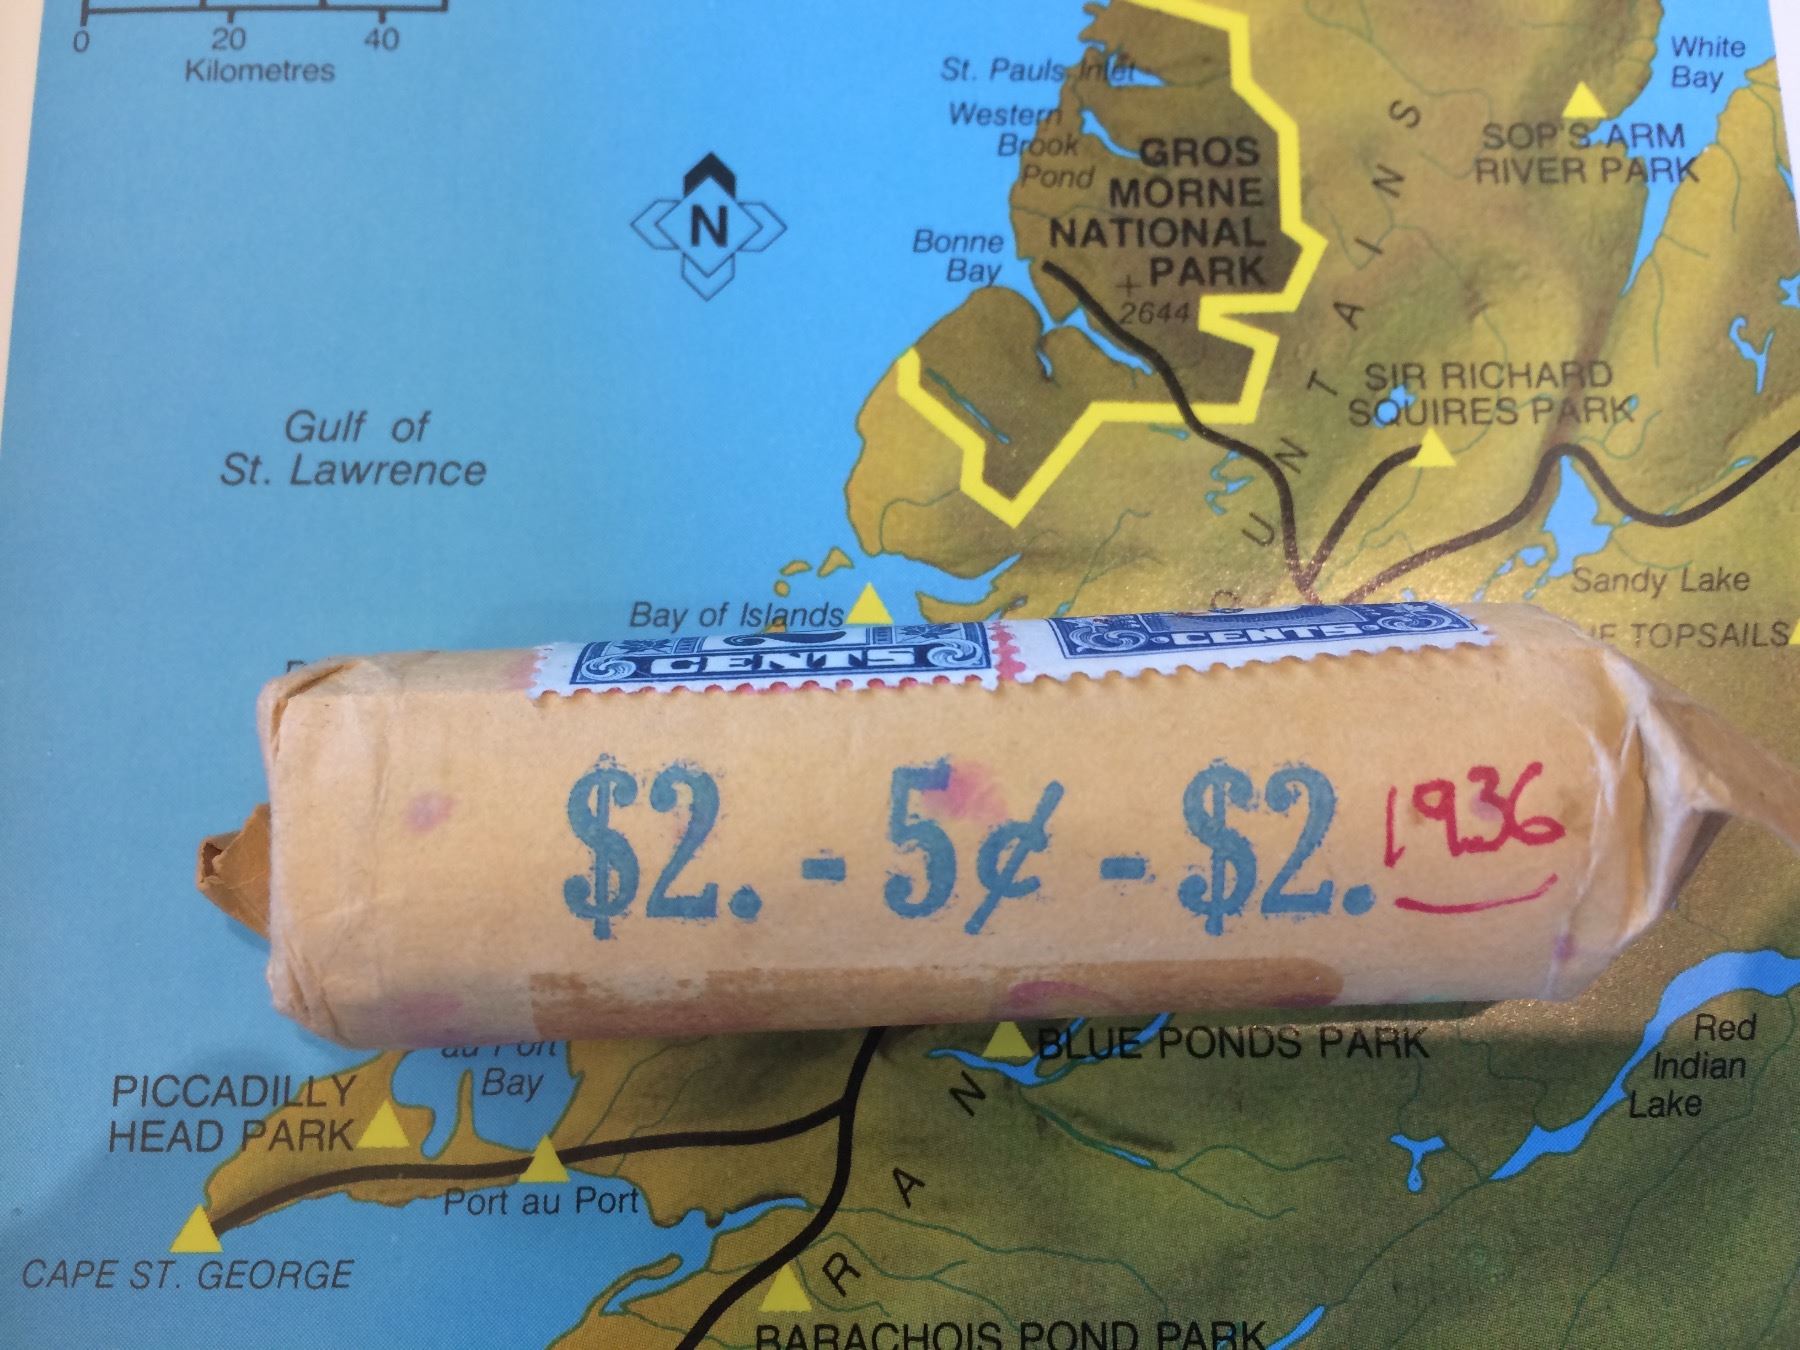 0 20 40
Kilometres
White
Bay
St. Pauls Inlet
Western
Brook
Pond
GROS
MORNE
NATIONAL
PARK
+
2644
SOP'S ARM
RIVER PARK
N
Bonne
Bay
SIR RICHARD
SQUIRES PARK
Gulf of
St. Lawrence
U N T A I N S
Sandy Lake
Bay of Islands
TOPSAILS
CENTS CENTS
$2. - 5¢ - $2. 1936
BLUE PONDS PARK
Red
Indian
Lake
au Port
Bay
PICCADILLY
HEAD PARK
R A N
Port au Port
CAPE ST. GEORGE
BARACHOIS POND PARK